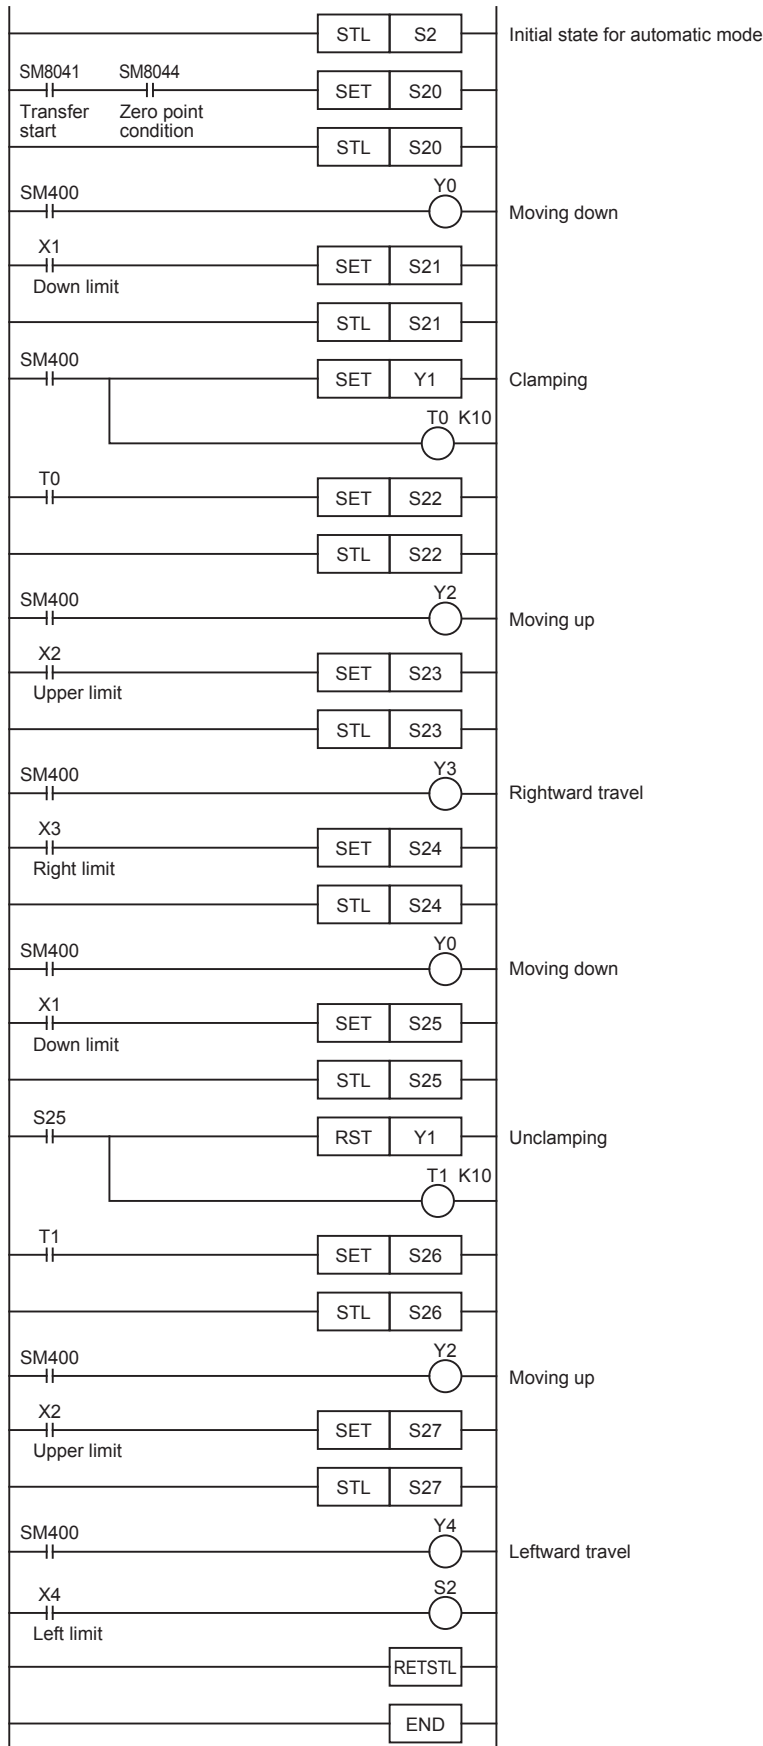 STL S2 Initial state for automatic mode
SM8041 SM8044
SET S20
Transfer start Zero point condition
STL S20
SM400 Y0
Moving down
X1
SET S21
Down limit
STL S21
SM400
SET Y1 Clamping
T0 K10
T0
SET S22
STL S22
SM400 Y2
Moving up
X2
SET S23
Upper limit
STL S23
SM400 Y3
Rightward travel
X3
SET S24
Right limit
STL S24
SM400 Y0
Moving down
X1
SET S25
Down limit
STL S25
S25
RST Y1 Unclamping
T1 K10
T1
SET S26
STL S26
SM400 Y2
Moving up
X2
SET S27
Upper limit
STL S27
SM400 Y4
Leftward travel
X4 S2
Left limit
RETSTL
END